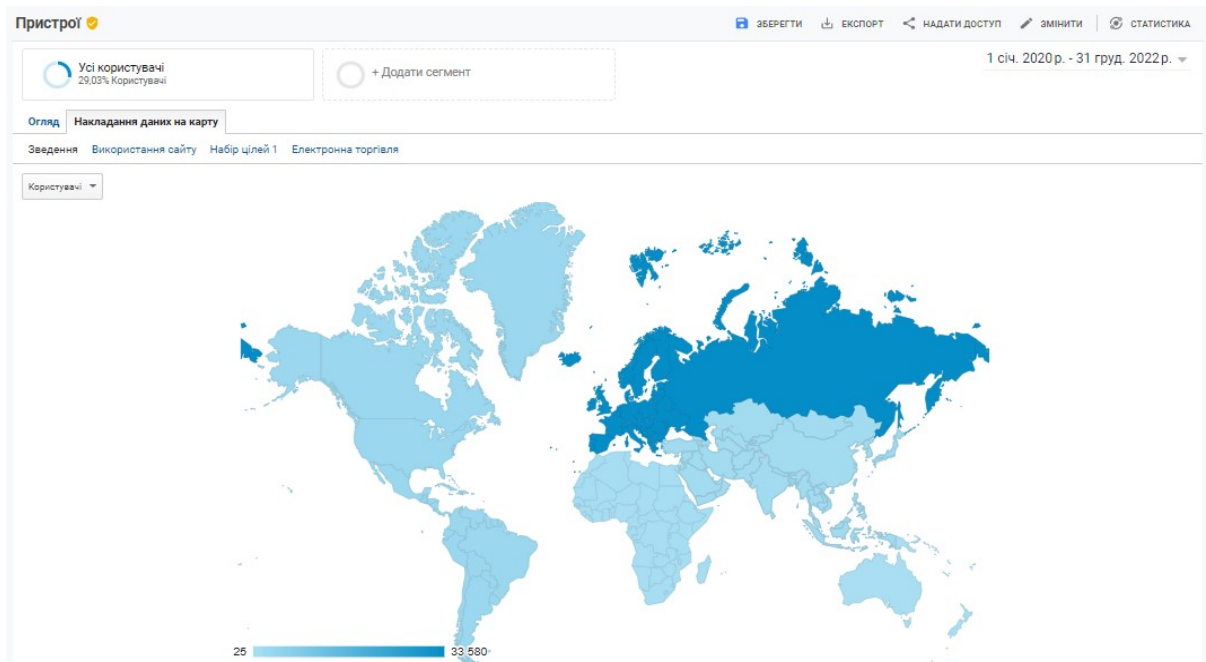 Пристрої
ЗБЕРЕГТИ ЕКСПОРТ НАДАТИ ДОСТУП ЗМІНИТИ СТАТИСТИКА
Усі користувачі
29,03% Користувачі
+ Додати сегмент
1 січ. 2020 р. - 31 груд. 2022 р.
Огляд Накладання даних на карту
Зведення Використання сайту Набір цілей 1 Електронна торгівля
Користувачі
25 33 580